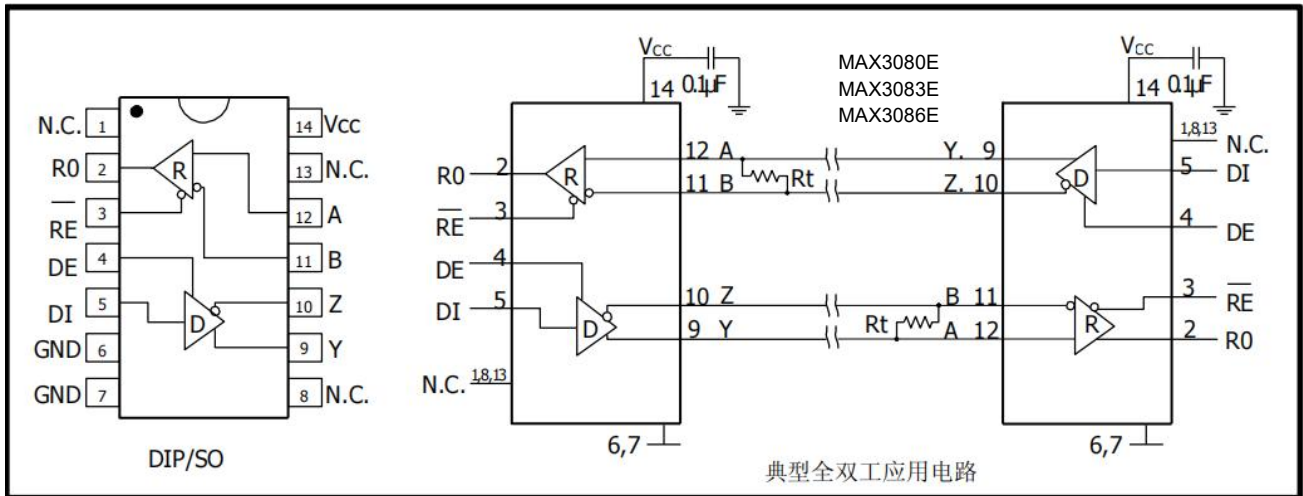 N.C. 1 14 Vcc
R0 2 R 13 N.C.
RE 3 12 A
DE 4 11 B
DI 5 D 10 Z
GND 6 9 Y
GND 7 8 N.C.
DIP/SO
Vcc
14 0.1µF
MAX3080E
MAX3083E
MAX3086E
Vcc
14 0.1µF
R0 2 R 12 A Y. 9 D 5 DI
1,8,13 N.C.
RE 3 11 B Rt Z. 10 4 DE
DE 4
DI 5 D 10 Z B 11 R 3 RE
9 Y Rt A 12 2 R0
N.C. 1,8,13
6,7
6,7
典型全双工应用电路